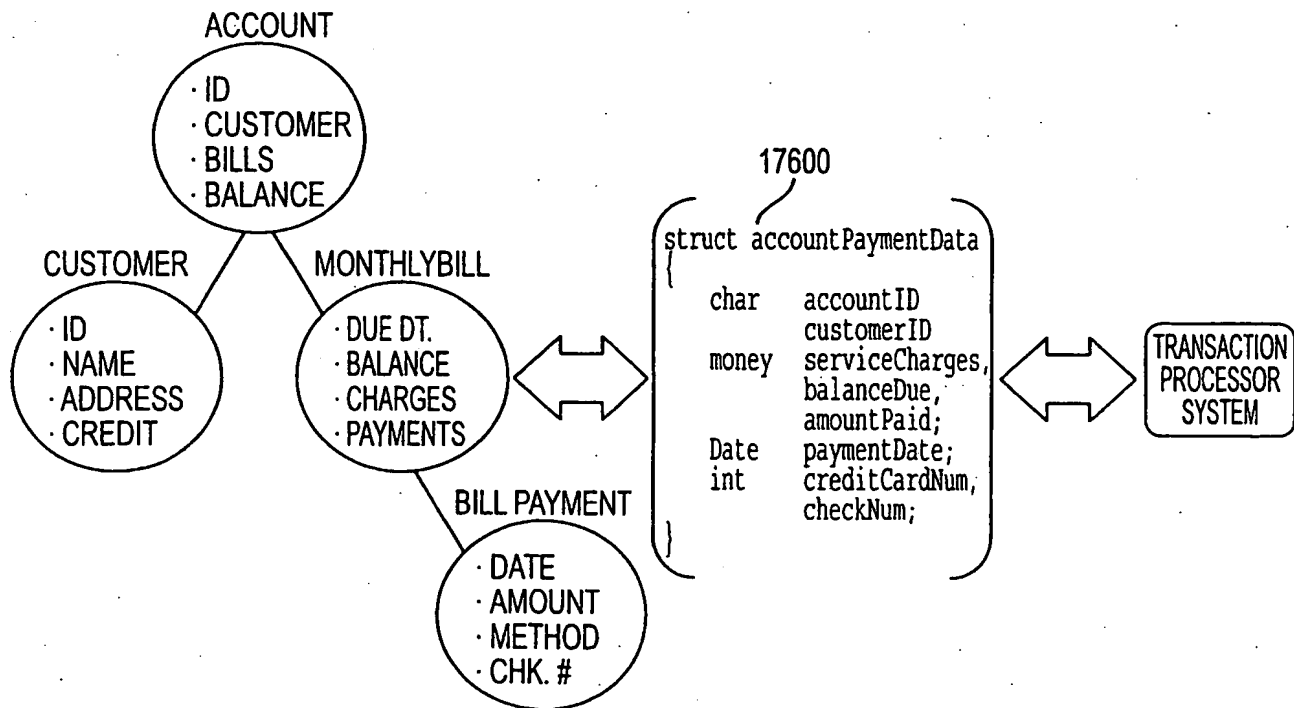 ACCOUNT
· ID
· CUSTOMER
· BILLS
· BALANCE
CUSTOMER
· ID
· NAME
· ADDRESS
· CREDIT
MONTHLYBILL
· DUE DT.
· BALANCE
· CHARGES
· PAYMENTS
BILL PAYMENT
· DATE
· AMOUNT
· METHOD
· CHK. #
17600
struct accountPaymentData
{
char accountID
customerID
money serviceCharges,
balanceDue,
amountPaid;
Date paymentDate;
int creditCardNum,
checkNum;
}
TRANSACTION
PROCESSOR
SYSTEM